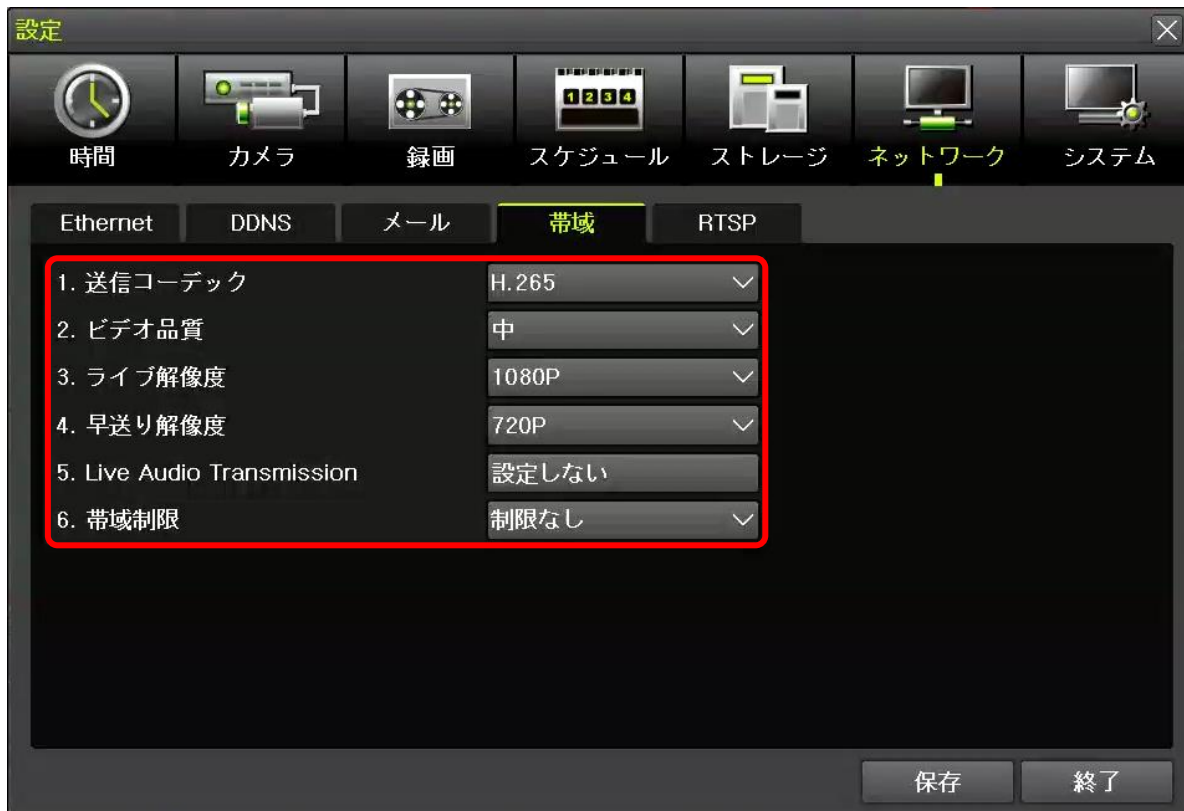 設定
1 2 3 4
時間 カメラ 録画 スケジュール ストレージ ネットワーク システム
Ethernet DDNS メール 帯域 RTSP
1. 送信コーデック H.265
2. ビデオ品質 中
3. ライブ解像度 1080P
4. 早送り解像度 720P
5. Live Audio Transmission 設定しない
6. 帯域制限 制限なし
保存 終了